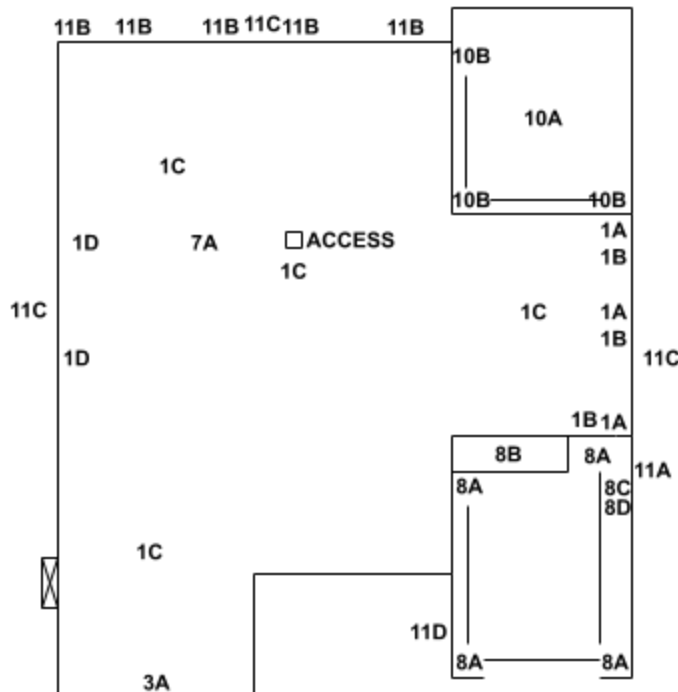 11B 11B 11B 11C 11B 11B
10B
10A
1C
10B 10B
1A
1D 7A ACCESS
1B
1C
11C 1C 1A
1B
1D 11C
1B 1A
8B 8A
11A
8A 8C
8D
1C
11D
8A 8A
3A